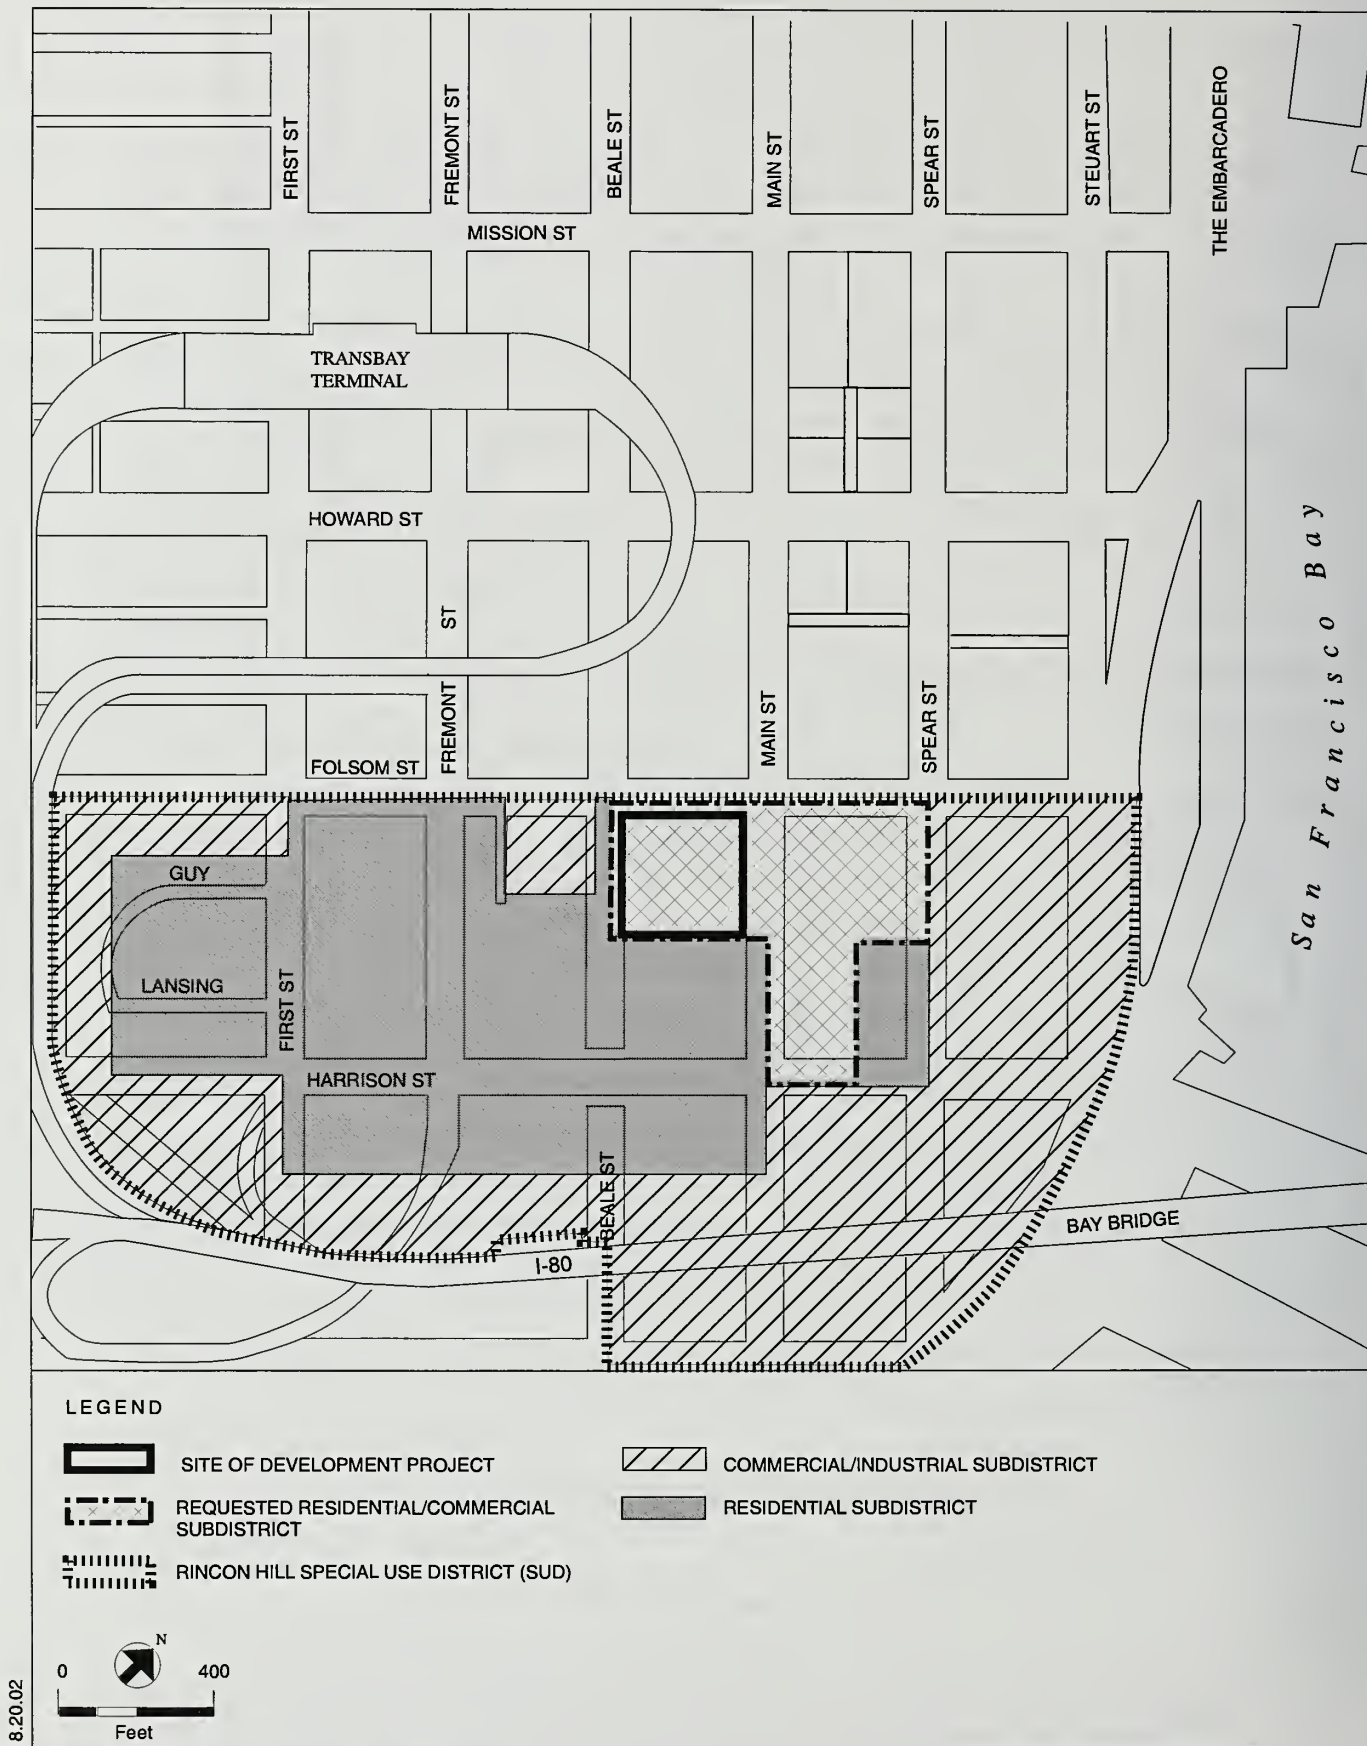 FIRST ST
FREMONT ST
BEALE ST
MAIN ST
SPEAR ST
STEUART ST
THE EMBARCADERO
MISSION ST
TRANSBAY
TERMINAL
HOWARD ST
San Francisco Bay
FREMONT ST
MAIN ST
SPEAR ST
FOLSOM ST
GUY
LANSING
FIRST ST
HARRISON ST
BEALE ST
BAY BRIDGE
I-80
LEGEND
SITE OF DEVELOPMENT PROJECT
COMMERCIAL/INDUSTRIAL SUBDISTRICT
REQUESTED RESIDENTIAL/COMMERCIAL
SUBDISTRICT
RESIDENTIAL SUBDISTRICT
RINCON HILL SPECIAL USE DISTRICT (SUD)
N
0 400
Feet
8.20.02